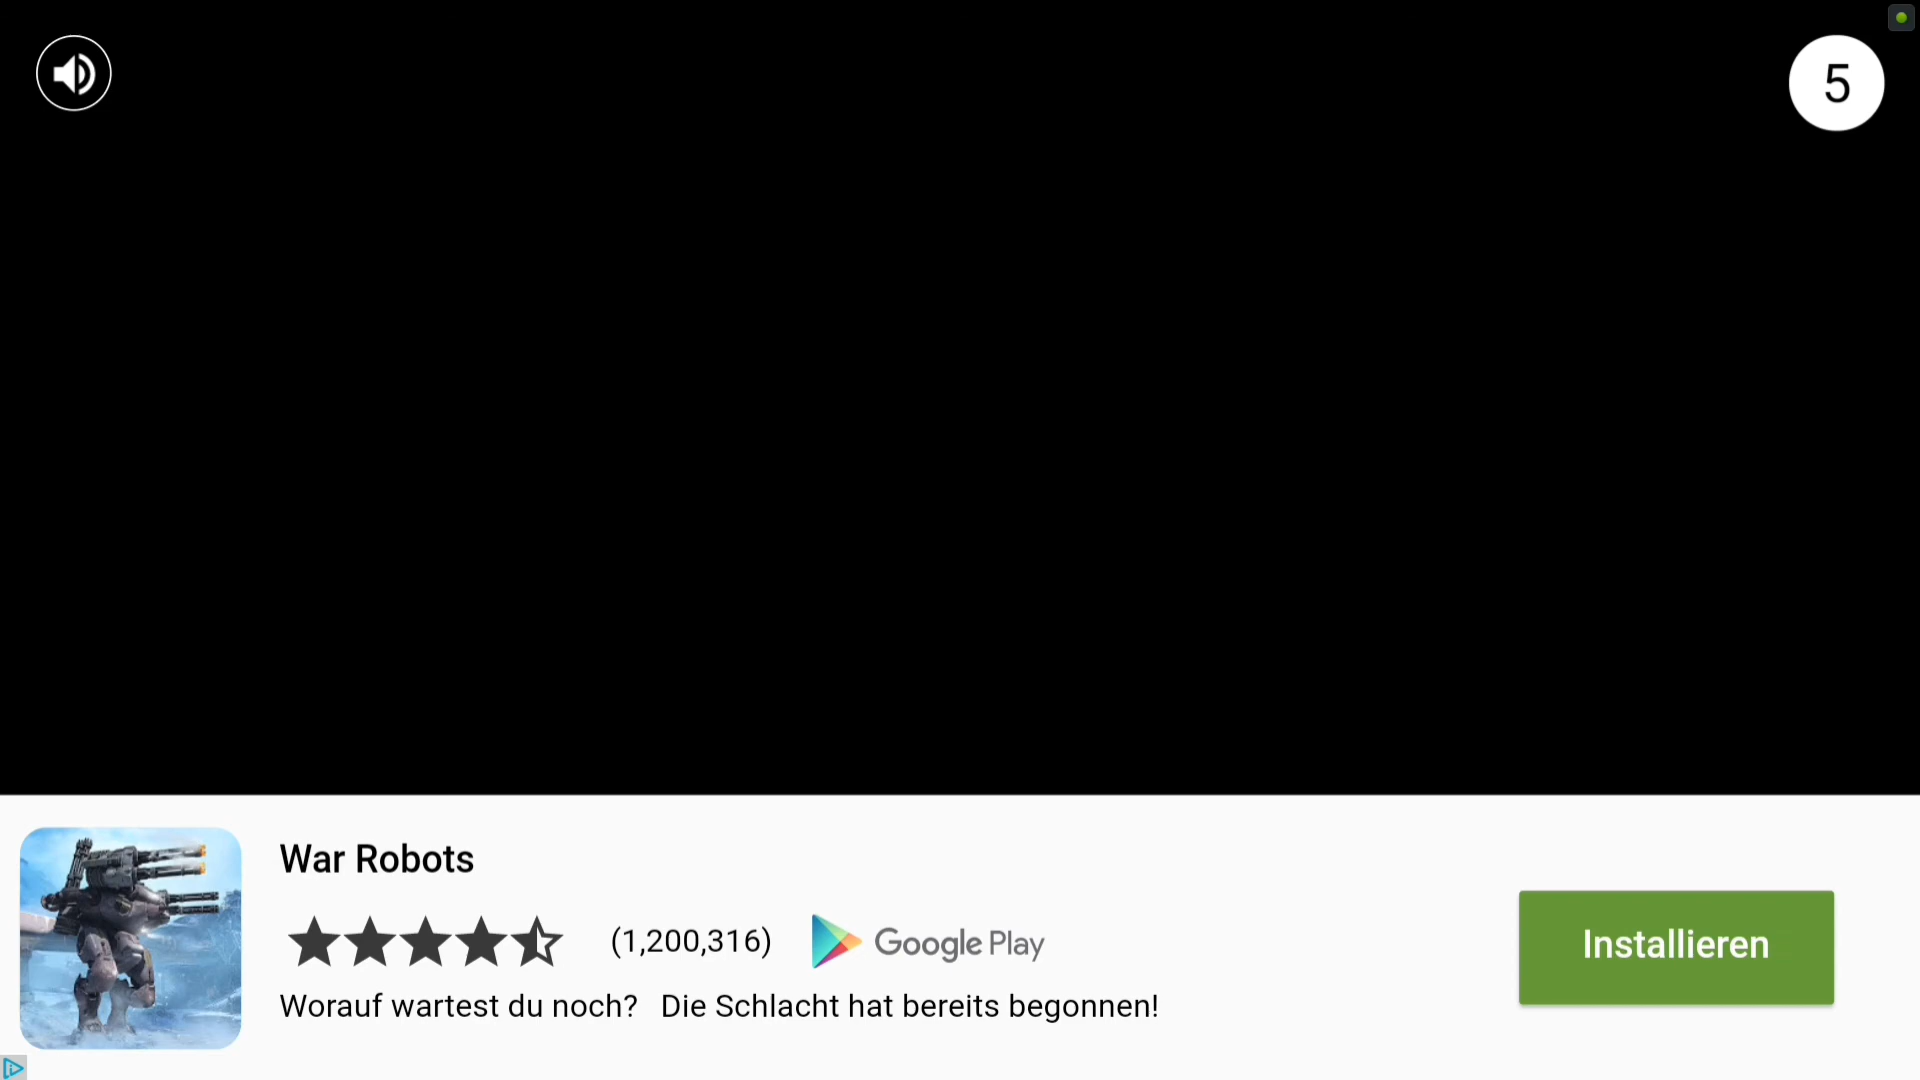 5
War Robots
(1,200,316)
Google Play
Worauf wartest du noch? Die Schlacht hat bereits begonnen!
Installieren